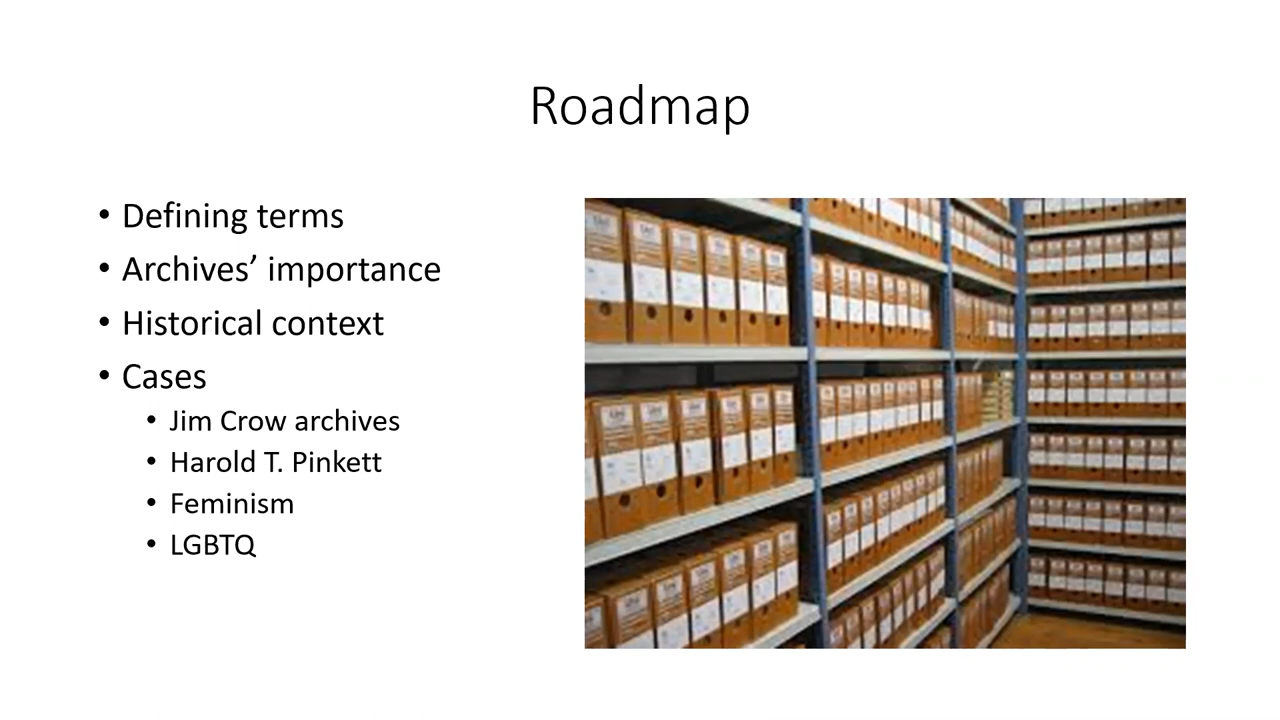 Roadmap
• Defining terms
• Archives’ importance
• Historical context
• Cases
• Jim Crow archives
• Harold T. Pinkett
• Feminism
• LGBTQ